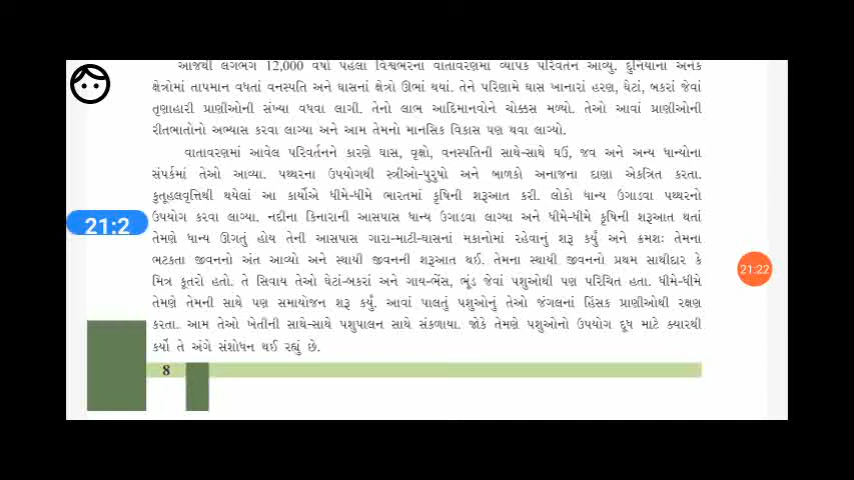 આજથી લગભગ 12,000 વર્ષો પહેલાં વિશ્વભરના વાતાવરણમાં વ્યાપક પરિવર્તન આવ્યું. દુનિયાનાં અનેક
ક્ષેત્રોમાં તાપમાન વધતાં વનસ્પતિ અને ઘાસનાં ક્ષેત્રો ઊભાં થયાં. તેને પરિણામે ઘાસ ખાનારાં હરણ, ઘેટાં, બકરાં જેવાં
તૃણાહારી પ્રાણીઓની સંખ્યા વધવા લાગી. તેનો લાભ આદિમાનવોને ચોક્કસ મળ્યો. તેઓ આવાં પ્રાણીઓની
રીતભાતોનો અભ્યાસ કરવા લાગ્યા અને આમ તેમનો માનસિક વિકાસ પણ થવા લાગ્યો.
વાતાવરણમાં આવેલ પરિવર્તનને કારણે ઘાસ, વૃક્ષો, વનસ્પતિની સાથે-સાથે ઘઉં, જવ અને અન્ય ધાન્યોના
સંપર્કમાં તેઓ આવ્યા. પથ્થરના ઉપયોગથી સ્ત્રીઓ-પુરુષો અને બાળકો અનાજના દાણા એકત્રિત કરતા.
કુતૂહલવૃત્તિથી થયેલાં આ કાર્યોએ ધીમે-ધીમે ભારતમાં કૃષિની શરૂઆત કરી. લોકો ધાન્ય ઉગાડવા પથ્થરનો
ઉપયોગ કરવા લાગ્યા. નદીના કિનારાની આસપાસ ધાન્ય ઉગાડવા લાગ્યા અને ધીમે-ધીમે કૃષિની શરૂઆત થતાં
તેમણે ધાન્ય ઊગતું હોય તેની આસપાસ ગારા-માટી-ઘાસનાં મકાનોમાં રહેવાનું શરૂ કર્યું અને ક્રમશઃ તેમના
ભટકતા જીવનનો અંત આવ્યો અને સ્થાયી જીવનની શરૂઆત થઈ. તેમના સ્થાયી જીવનનો પ્રથમ સાથીદાર કે
મિત્ર કૂતરો હતો. તે સિવાય તેઓ ઘેટાં-બકરાં અને ગાય-ભેંસ, ભૂંડ જેવાં પશુઓથી પણ પરિચિત હતા. ધીમે-ધીમે
તેમણે તેમની સાથે પણ સમાયોજન શરૂ કર્યું. આવાં પાલતું પશુઓનું તેઓ જંગલનાં હિંસક પ્રાણીઓથી રક્ષણ
કરતા. આમ તેઓ ખેતીની સાથે-સાથે પશુપાલન સાથે સંકળાયા. જોકે તેમણે પશુઓનો ઉપયોગ દૂધ માટે ક્યારથી
કર્યો તે અંગે સંશોધન થઈ રહ્યું છે.
8
21:2
21:22